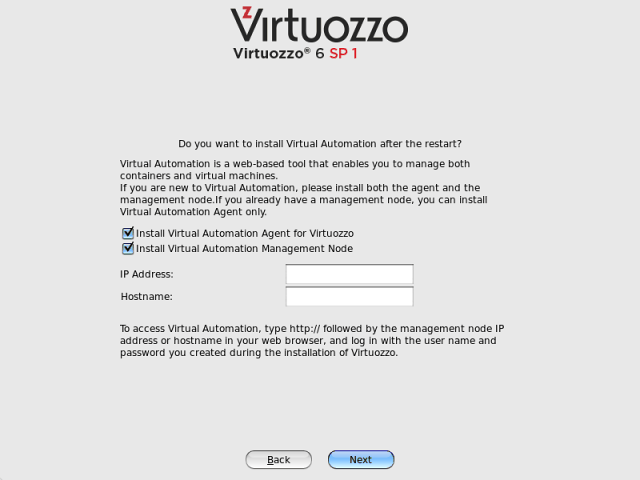 Virtuozzo
Virtuozzo® 6 SP 1
Do you want to install Virtual Automation after the restart?
Virtual Automation is a web-based tool that enables you to manage both
containers and virtual machines.
If you are new to Virtual Automation, please install both the agent and the
management node.If you already have a management node, you can install
Virtual Automation Agent only.
Install Virtual Automation Agent for Virtuozzo
Install Virtual Automation Management Node
IP Address:
Hostname:
To access Virtual Automation, type http:// followed by the management node IP
address or hostname in your web browser, and log in with the user name and
password you created during the installation of Virtuozzo.
Back
Next